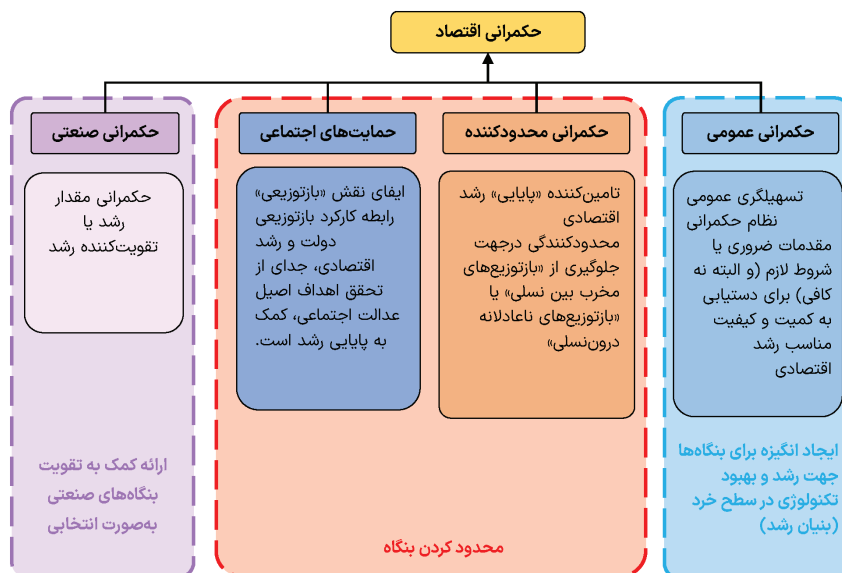 حکمرانی اقتصاد
حکمرانی عمومی
تسهیلگری عمومی
نظام حکمرانی
مقدمات ضروری یا
شروط لازم (و البته نه
کافی) برای دستیابی
به کمیت و کیفیت
مناسب رشد
اقتصادی
ایجاد انگیزه برای بنگاه‌ها
جهت رشد و بهبود
تکنولوژی در سطح خرد
(بنیان رشد)
حکمرانی محدودکننده
تامین‌کننده «پایایی» رشد
اقتصادی
محدودکنندگی درجهت
جلوگیری از «بازتوزیع‌های
مخرب بین نسلی» یا
«بازتوزیع‌های ناعادلانه
درون‌نسلی»
حمایت‌های اجتماعی
ایفای نقش «بازتوزیعی»
رابطه کارکرد بازتوزیعی
دولت و رشد
اقتصادی، جدای از
تحقق اهداف اصیل
عدالت اجتماعی، کمک
به پایایی رشد است.
محدود کردن بنگاه
حکمرانی صنعتی
حکمرانی مقدار
رشد یا
تقویت‌کننده رشد
ارائه کمک به تقویت
بنگاه‌های صنعتی
به‌صورت انتخابی